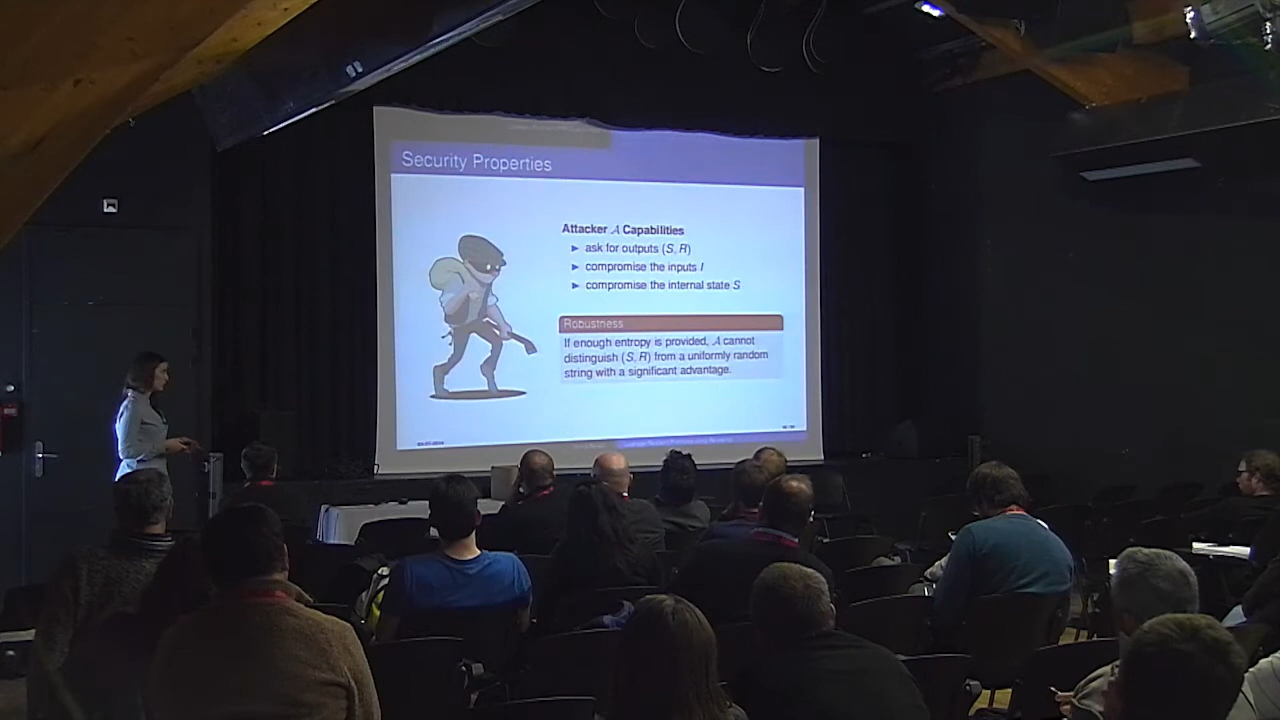 Security Properties
Attacker A Capabilities
► ask for outputs (S, R)
► compromise the inputs I
► compromise the internal state S
Robustness
If enough entropy is provided, A cannot
distinguish (S, R) from a uniformly random
string with a significant advantage.